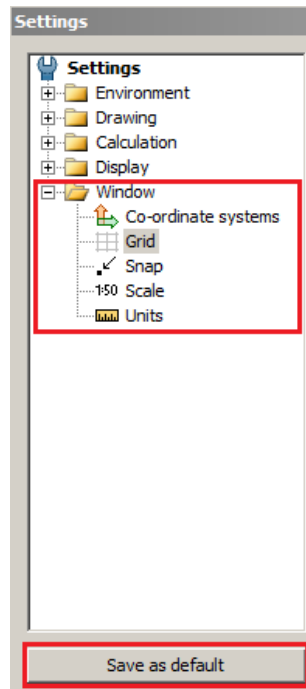 Settings
Settings
Environment
Drawing
Calculation
Display
Window
Co-ordinate systems
Grid
Snap
1:50 Scale
Units
Save as default